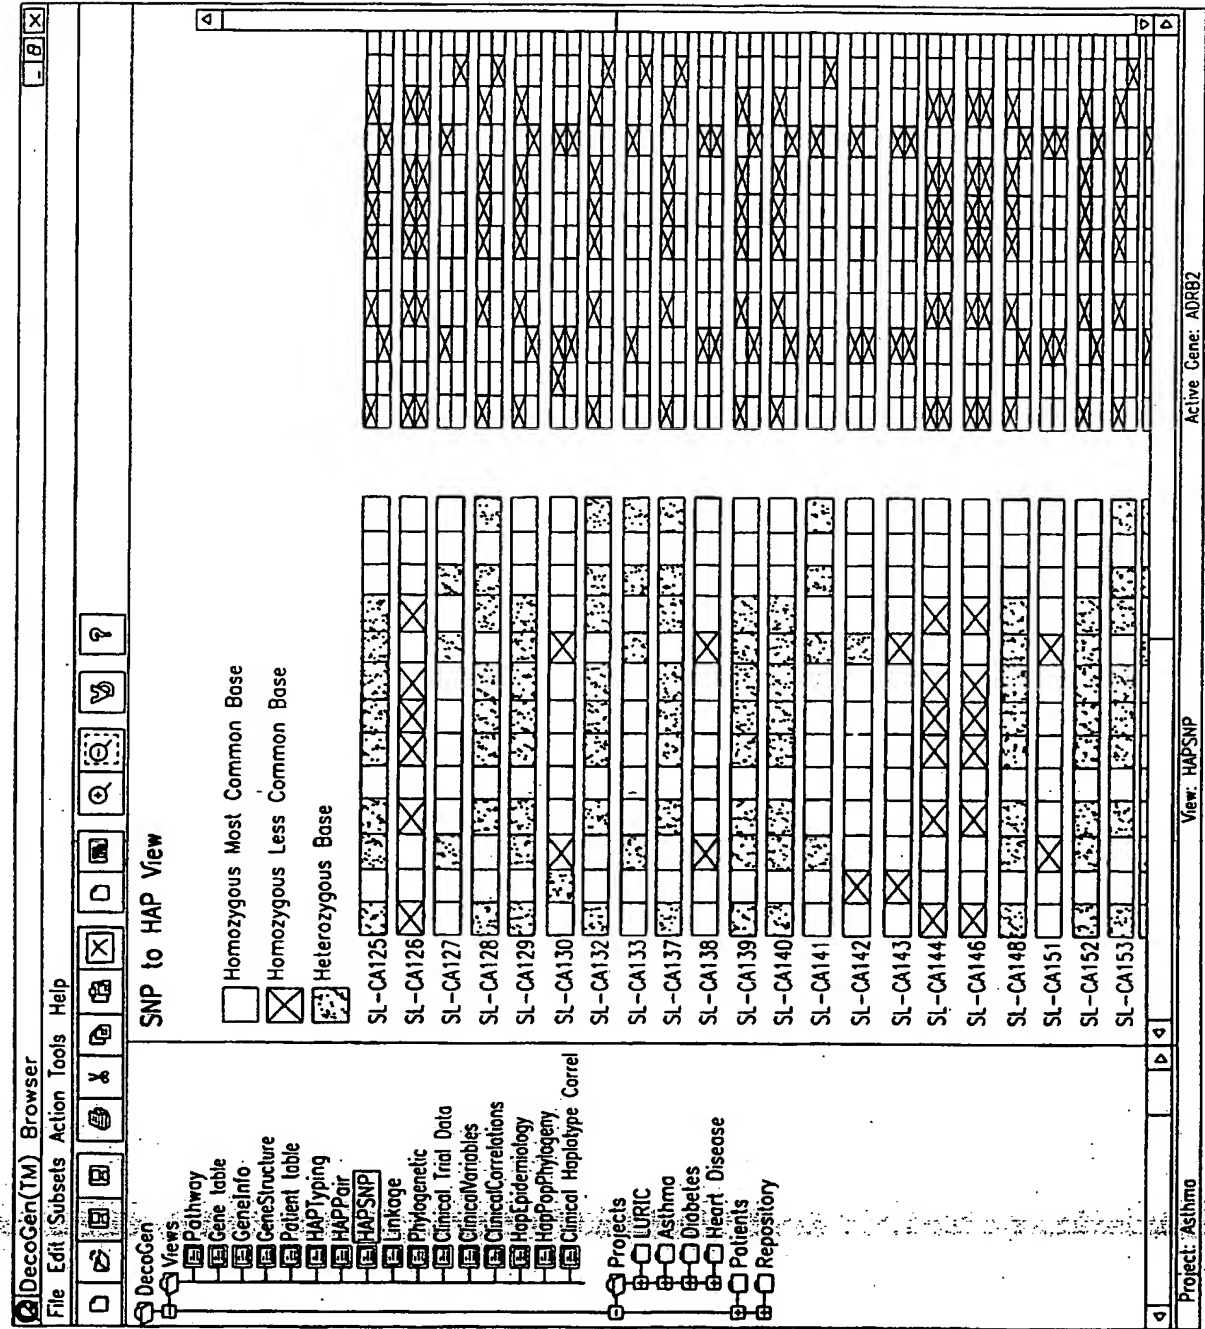 DecoGen(TM) Browser
File Edit Subsets Action Tools Help
DecoGen
Views
Pathway
Gene table
GeneInfo
GeneStructure
Patient table
HAPTyping
HAPPair
HAPSNP
Linkage
Phylogenetic
Clinical Trial Data
ClinicalVariables
ClinicalCorrelations
HapEpidemiology
HapPopPhylogeny
Clinical Haplotype Correl
Projects
LURIC
Asthma
Diabetes
Heart Disease
Patients
Repository
SNP to HAP View
Homozygous Most Common Base
Homozygous Less Common Base
Heterozygous Base
SL-CA125
SL-CA126
SL-CA127
SL-CA128
SL-CA129
SL-CA130
SL-CA132
SL-CA133
SL-CA137
SL-CA138
SL-CA139
SL-CA140
SL-CA141
SL-CA142
SL-CA143
SL-CA144
SL-CA146
SL-CA148
SL-CA151
SL-CA152
SL-CA153
Project: Asthma View: HAPSNP Active Gene: ADRB2